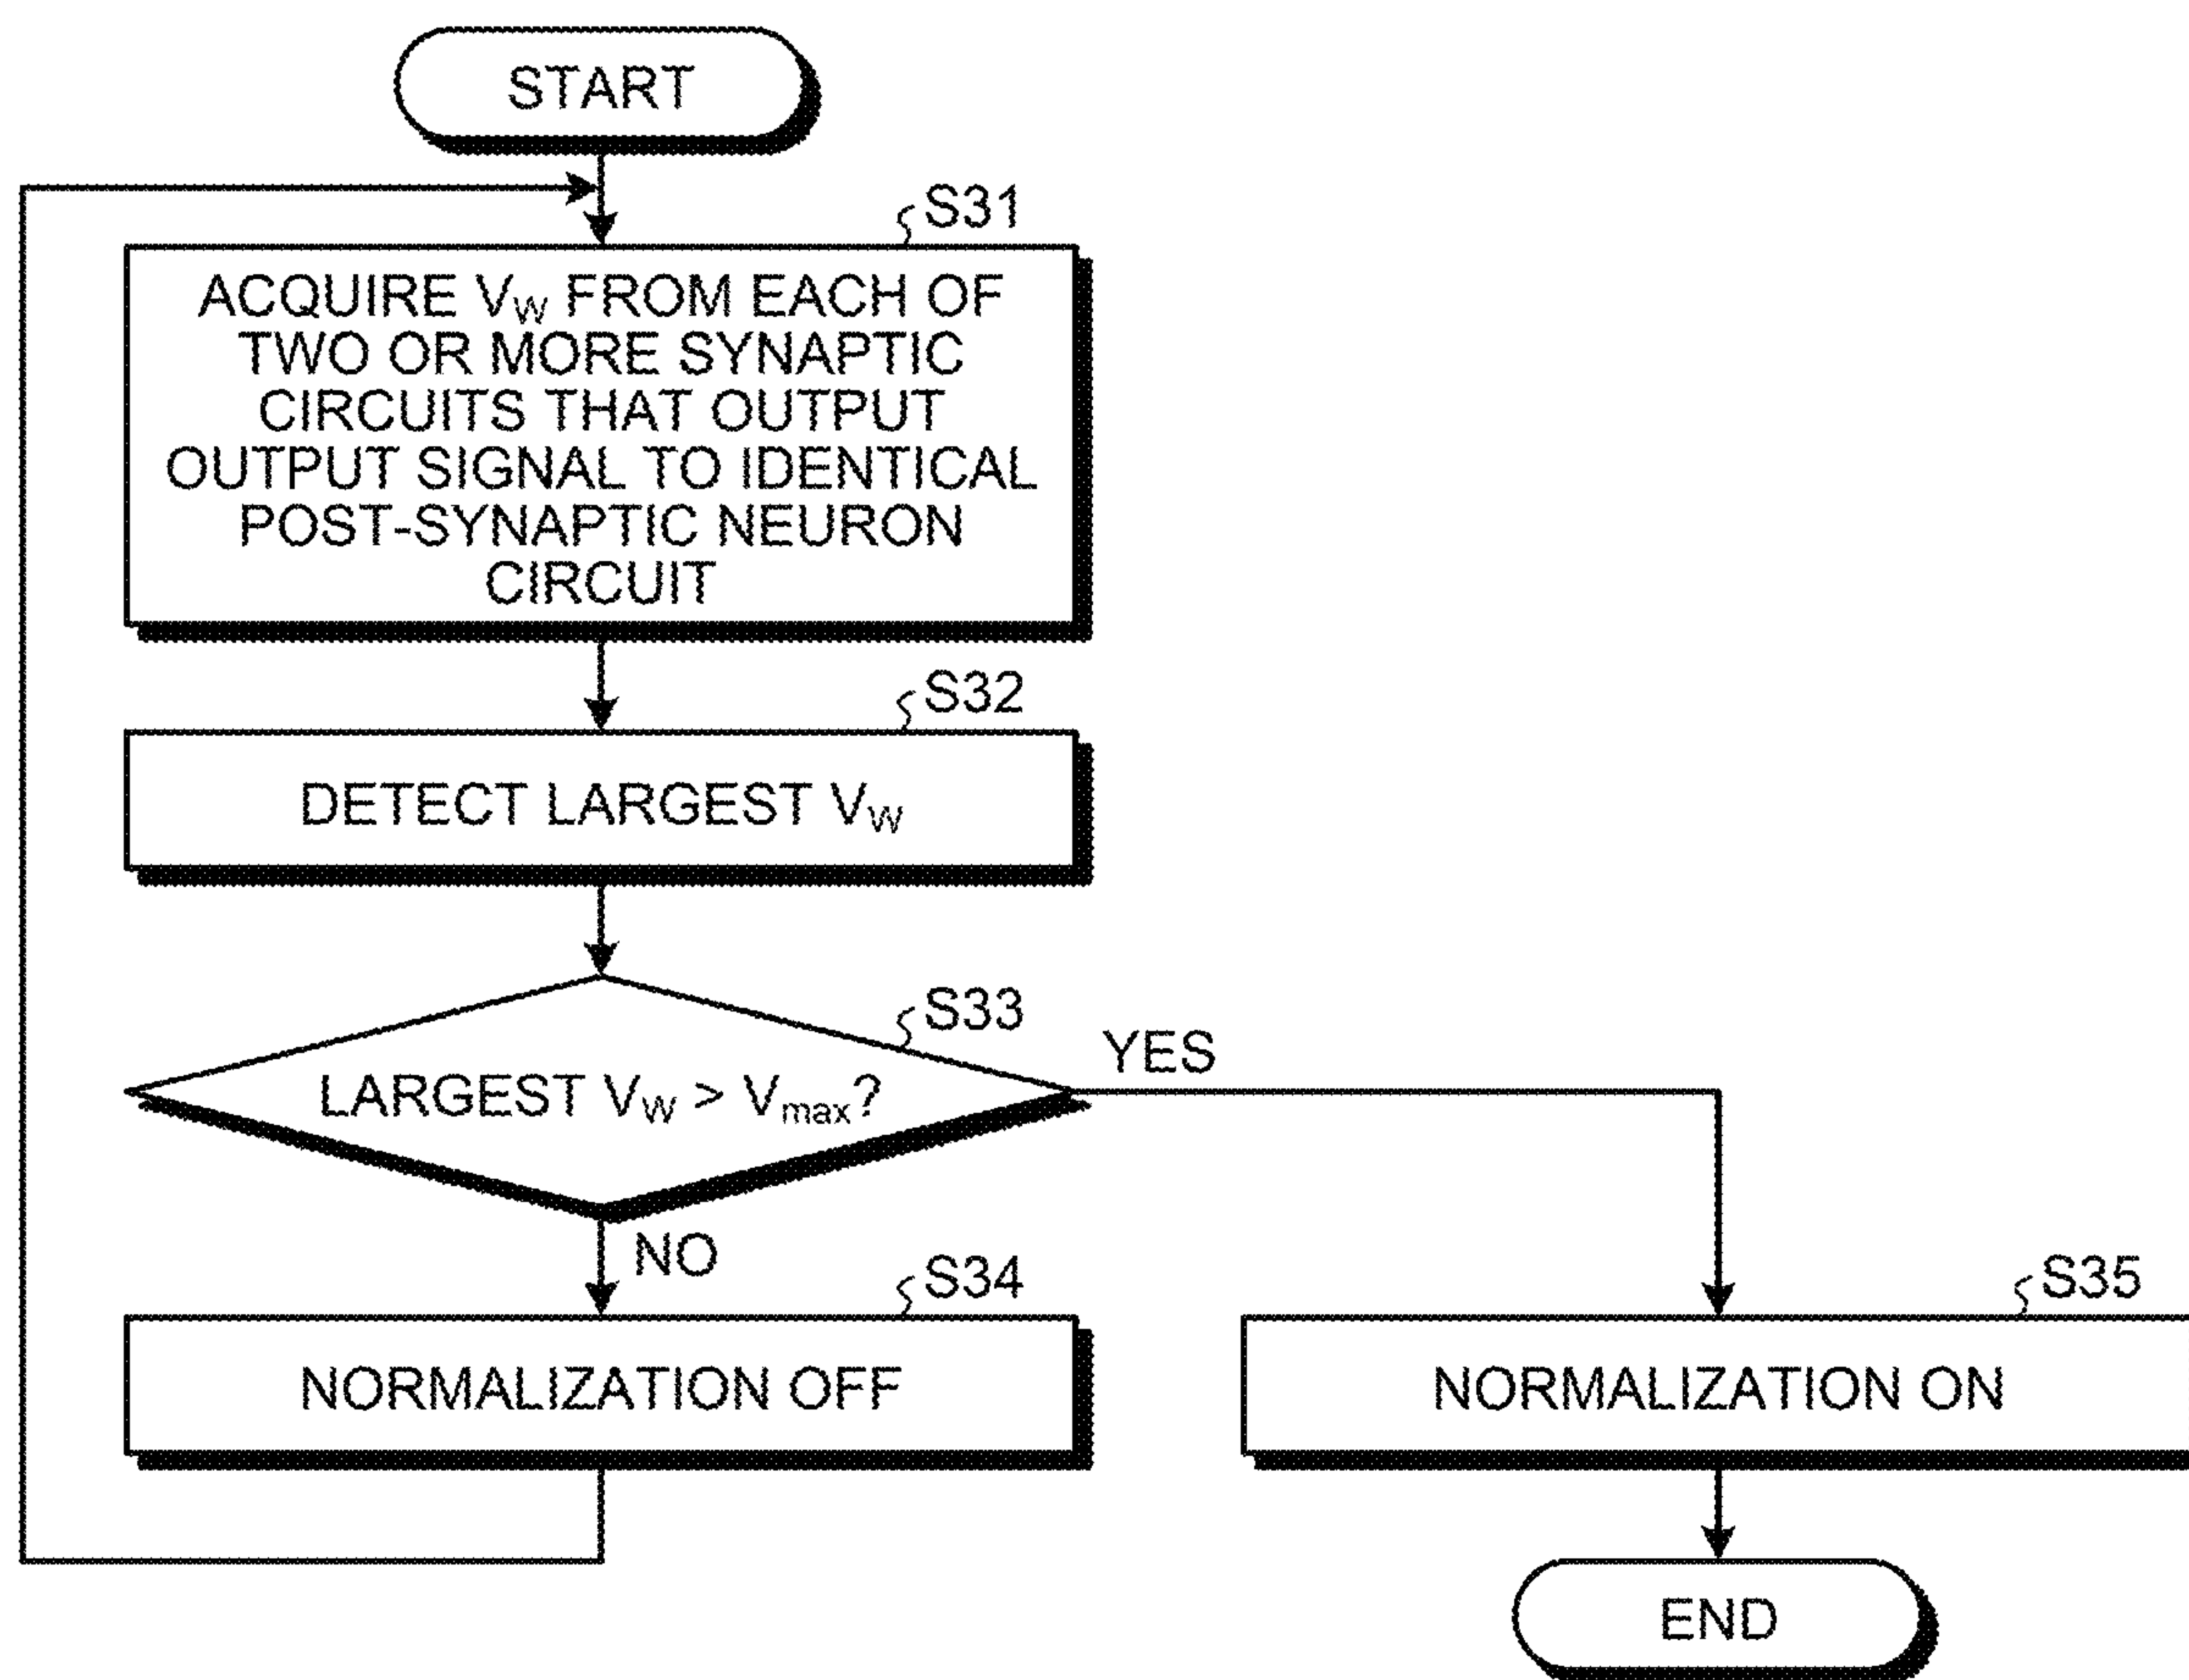 START
S31
ACQUIRE VW FROM EACH OF
TWO OR MORE SYNAPTIC
CIRCUITS THAT OUTPUT
OUTPUT SIGNAL TO IDENTICAL
POST-SYNAPTIC NEURON
CIRCUIT
S32
DETECT LARGEST VW
S33
LARGEST VW > Vmax?
YES
NO
S34
NORMALIZATION OFF
S35
NORMALIZATION ON
END